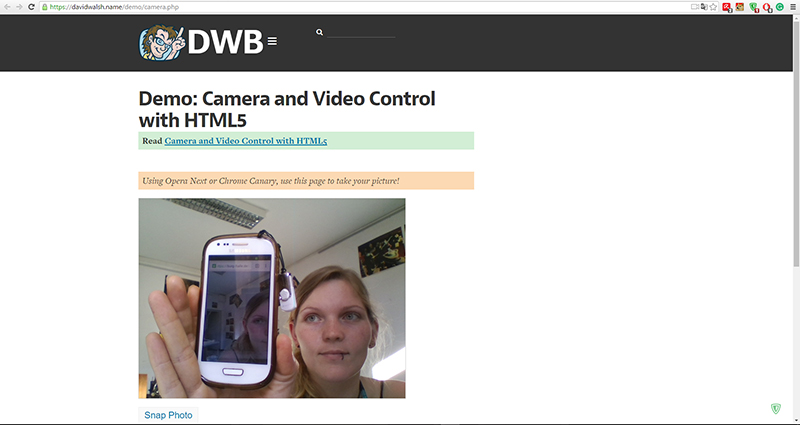 https://davidwalsh.name/demo/camera.php
DWB
Demo: Camera and Video Control
with HTML5
Read Camera and Video Control with HTML5
Using Opera Next or Chrome Canary, use this page to take your picture!
Snap Photo